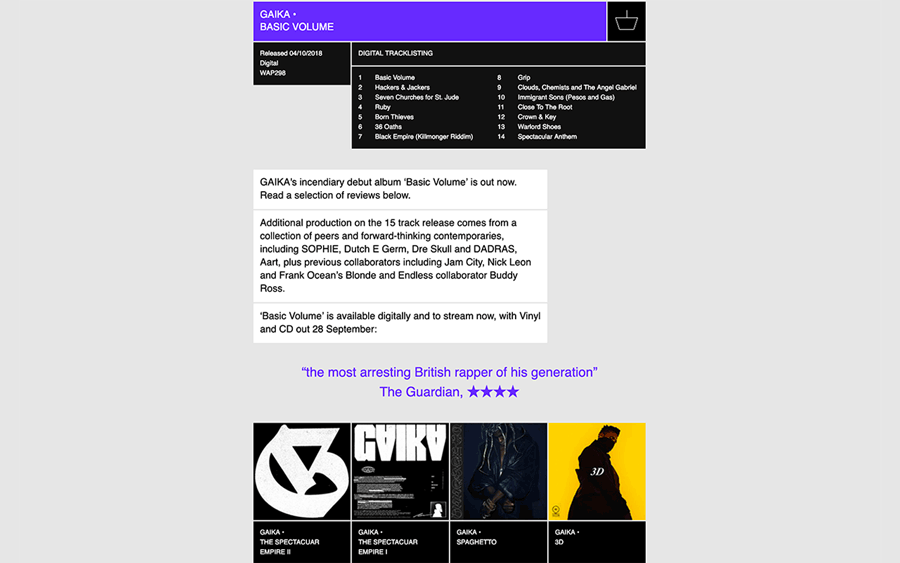 GAIKA •
BASIC VOLUME
Released 04/10/2018
Digital
WAP298
DIGITAL TRACKLISTING
1 Basic Volume
2 Hackers & Jackers
3 Seven Churches for St. Jude
4 Ruby
5 Born Thieves
6 36 Oaths
7 Black Empire (Killmonger Riddim)
8 Grip
9 Clouds, Chemists and The Angel Gabriel
10 Immigrant Sons (Pesos and Gas)
11 Close To The Root
12 Crown & Key
13 Warlord Shoes
14 Spectacular Anthem
GAIKA's incendiary debut album ‘Basic Volume’ is out now.
Read a selection of reviews below.
Additional production on the 15 track release comes from a
collection of peers and forward-thinking contemporaries,
including SOPHIE, Dutch E Germ, Dre Skull and DADRAS,
Aart, plus previous collaborators including Jam City, Nick Leon
and Frank Ocean’s Blonde and Endless collaborator Buddy
Ross.
‘Basic Volume’ is available digitally and to stream now, with Vinyl
and CD out 28 September:
“the most arresting British rapper of his generation”
The Guardian, ★★★★
GAIKA
3D
GAIKA •
THE SPECTACUAR
EMPIRE II
GAIKA •
THE SPECTACUAR
EMPIRE I
GAIKA •
SPAGHETTO
GAIKA •
3D